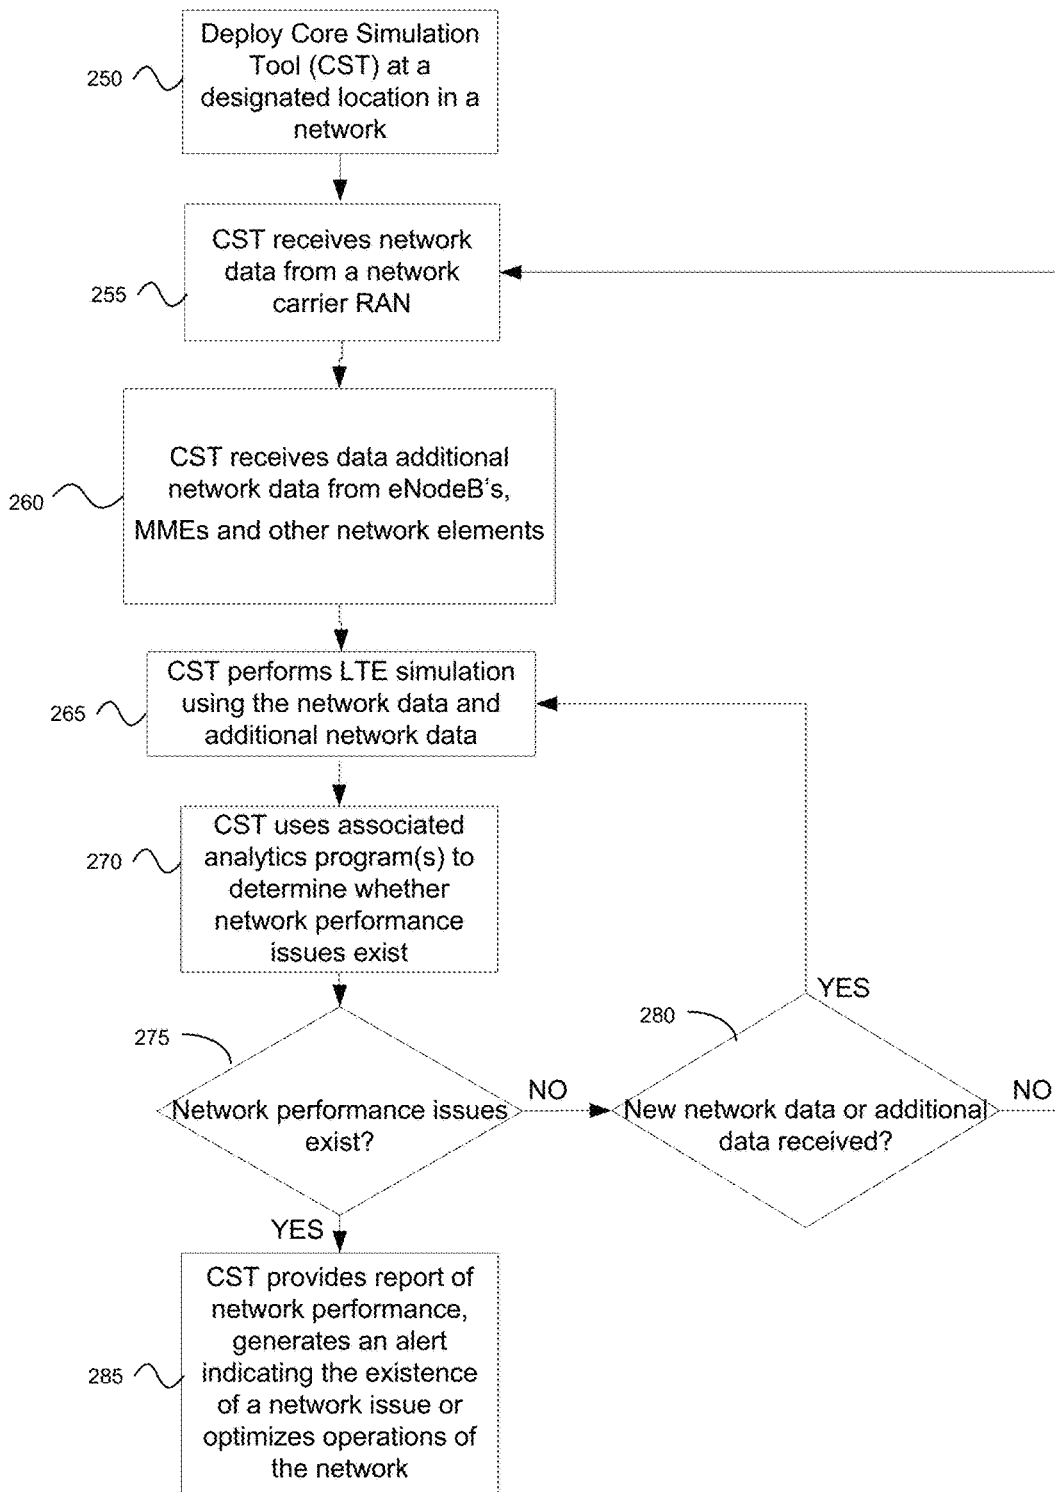 Deploy Core Simulation
Tool (CST) at a
designated location in a
network
250
CST receives network
data from a network
carrier RAN
255
CST receives data additional
network data from eNodeB's,
MMEs and other network elements
260
CST performs LTE simulation
using the network data and
additional network data
265
CST uses associated
analytics program(s) to
determine whether
network performance
issues exist
270
275
Network performance issues
exist?
NO
280
YES
New network data or additional
data received?
NO
YES
CST provides report of
network performance,
generates an alert
indicating the existence
of a network issue or
optimizes operations of
the network
285